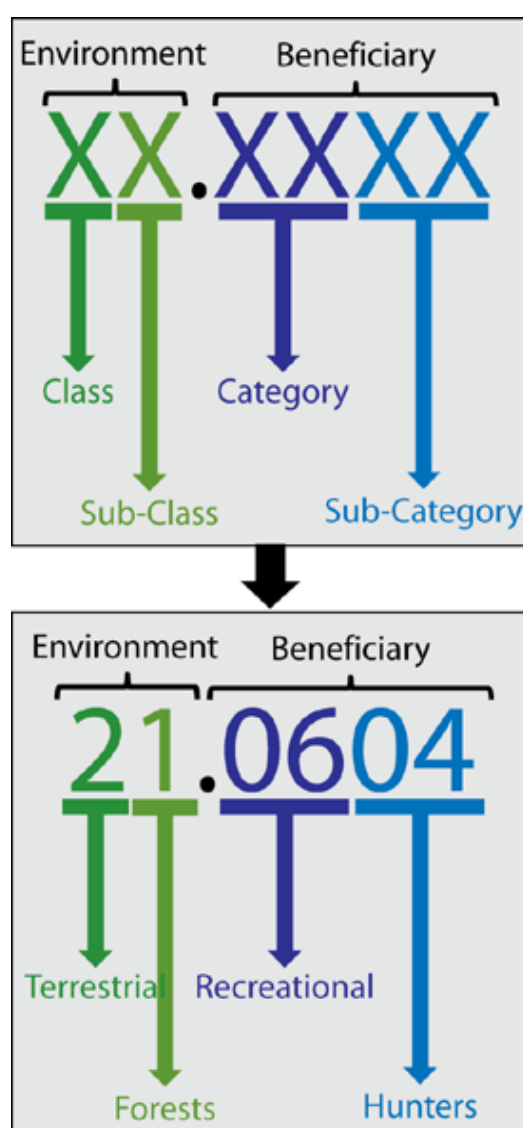 Environment Beneficiary
XX.XXXX
Class Category
Sub-Class Sub-Category
Environment Beneficiary
21.0604
Terrestrial Recreational
Forests Hunters